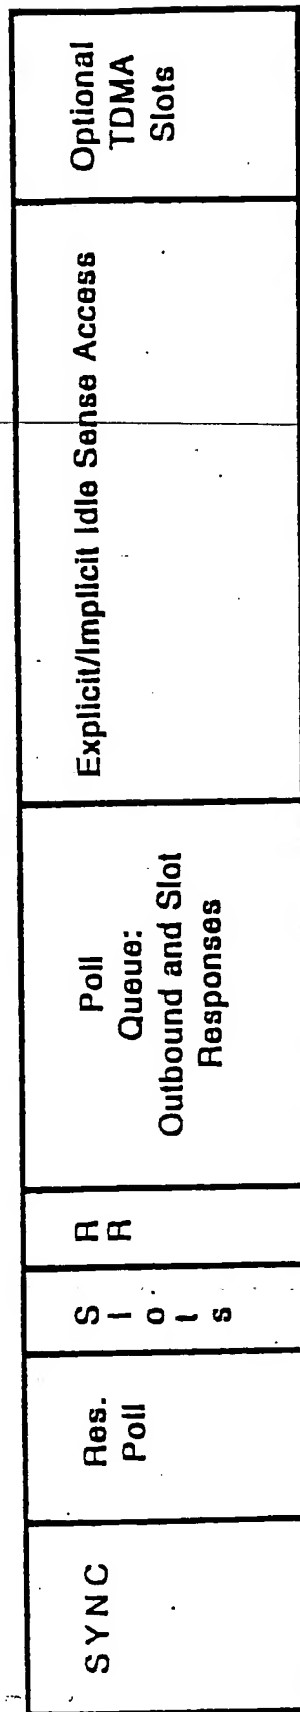 SYNC
Res.
Poll
S
l
o
t
s
R
R
Poll
Queue:
Outbound and Slot
Responses
Explicit/Implicit Idle Sense Access
Optional
TDMA
Slots